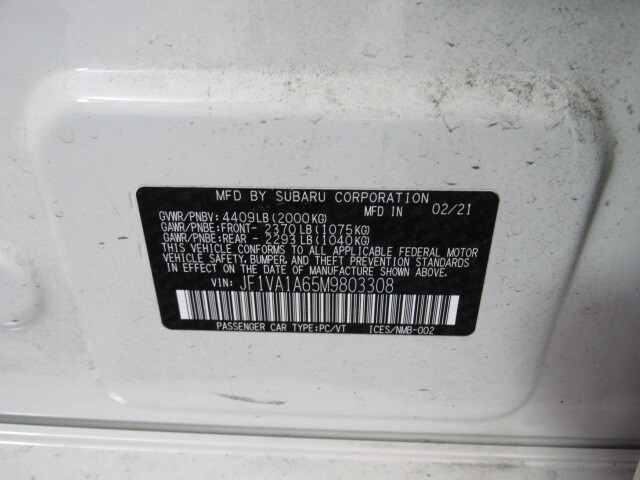 MFD BY SUBARU CORPORATION
GVWR/PNBV: 4409LB(2000KG) MFD IN 02/21
GAWR/PNBE:FRONT- 2370LB(1075KG)
GAWR/PNBE:REAR - 2293LB(1040KG)
THIS VEHICLE CONFORMS TO ALL APPLICABLE FEDERAL MOTOR
VEHICLE SAFETY, BUMPER, AND THEFT PREVENTION STANDARDS
IN EFFECT ON THE DATE OF MANUFACTURE SHOWN ABOVE.
VIN: JF1VA1A65M9803308
PASSENGER CAR TYPE:PC/VT ICES/NMB-002